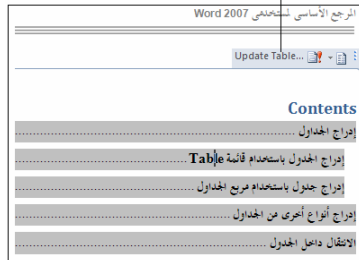 المرجع الأساسي لمستخدمي Word 2007
Update Table...
Contents
إدراج الجداول
إدراج الجدول باستخدام قائمة Table
إدراج جدول باستخدام مربع الجداول
إدراج أنواع أخرى من الجداول
الانتقال داخل الجدول